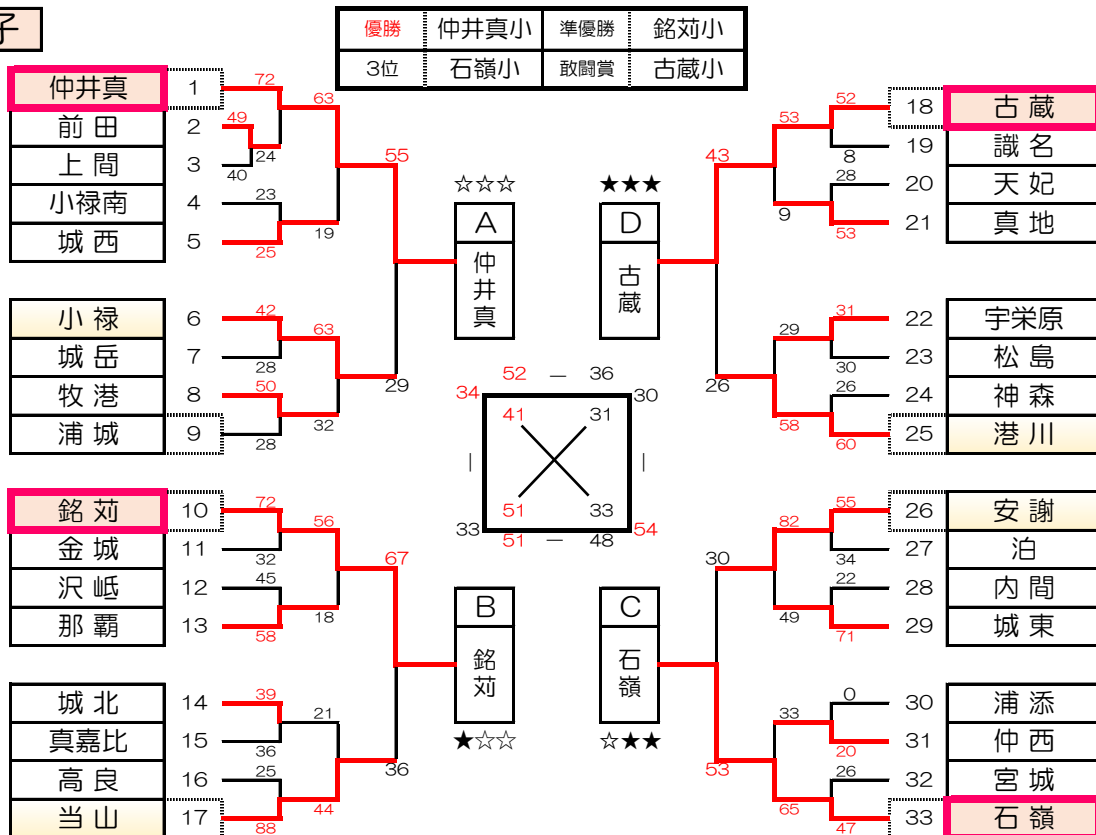 子
優勝 仲井真小 準優勝 銘苅小
3位 石嶺小 敢闘賞 古蔵小
仲井真 1 72 63 55
前田 2 49 24
上間 3 40
小禄南 4 23 19
城西 5 25
小禄 6 42 63 29
城岳 7 28
牧港 8 50 32
浦城 9 28
銘苅 10 72 56 67
金城 11 32
沢岻 12 45 18
那覇 13 58
城北 14 39 21 36
真嘉比 15 36
高良 16 25 44
当山 17 88
☆☆☆
A
仲井真
★★★
D
古蔵
52 － 36
34 30
41 31
| |
51 33
33 54
51 － 48
B
銘苅
★☆☆
C
石嶺
☆★★
43 53 52 18 古蔵
8 19 識名
9 28 20 天妃
53 21 真地
26 29 31 22 宇栄原
30 23 松島
58 26 24 神森
60 25 港川
30 82 55 26 安謝
34 27 泊
49 22 28 内間
71 29 城東
53 33 0 30 浦添
20 31 仲西
65 26 32 宮城
47 33 石嶺